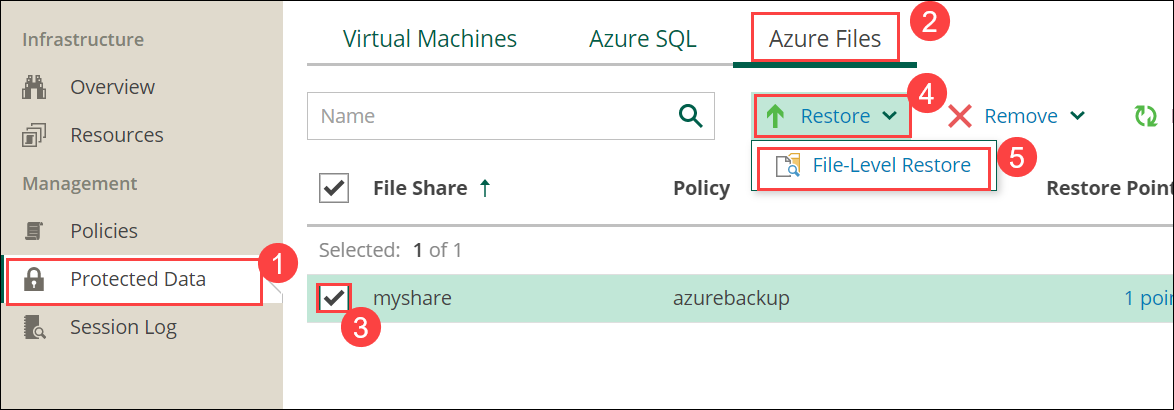 Infrastructure
Overview
Resources
Management
Policies
1
Protected Data
Session Log
2
Virtual Machines Azure SQL Azure Files
4
Name Restore Remove
5
File-Level Restore
File Share Policy Restore Point
Selected: 1 of 1
myshare azurebackup 1 poin
3